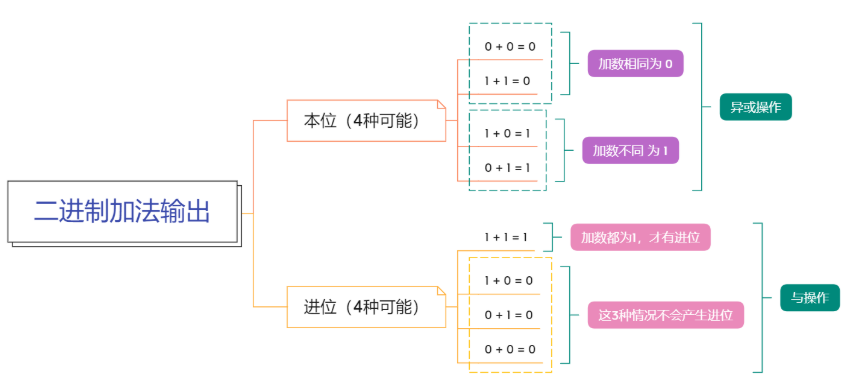 二进制加法输出
本位（4种可能）
0 + 0 = 0
1 + 1 = 0
加数相同为 0
1 + 0 = 1
0 + 1 = 1
加数不同 为 1
异或操作
进位（4种可能）
1 + 1 = 1
加数都为1，才有进位
1 + 0 = 0
0 + 1 = 0
0 + 0 = 0
这3种情况不会产生进位
与操作